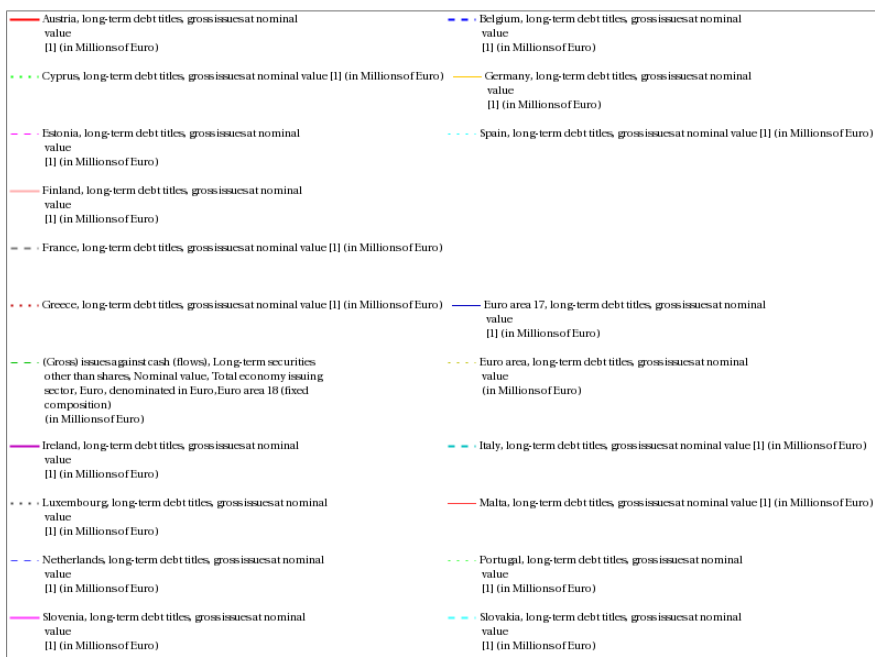 Austria, long-term debt titles, gross issues at nominal
value
[1] (in Millions of Euro)
Belgium, long-term debt titles, gross issues at nominal
value
[1] (in Millions of Euro)
Cyprus, long-term debt titles, gross issues at nominal value [1] (in Millions of Euro)
Germany, long-term debt titles, gross issues at nominal
value
[1] (in Millions of Euro)
Estonia, long-term debt titles, gross issues at nominal
value
[1] (in Millions of Euro)
Spain, long-term debt titles, gross issues at nominal value [1] (in Millions of Euro)
Finland, long-term debt titles, gross issues at nominal
value
[1] (in Millions of Euro)
France, long-term debt titles, gross issues at nominal value [1] (in Millions of Euro)
Greece, long-term debt titles, gross issues at nominal value [1] (in Millions of Euro)
Euro area 17, long-term debt titles, gross issues at nominal
value
[1] (in Millions of Euro)
(Gross) issues against cash (flows), Long-term securities
other than shares, Nominal value, Total economy issuing
sector, Euro, denominated in Euro,Euro area 18 (fixed
composition)
(in Millions of Euro)
Euro area, long-term debt titles, gross issues at nominal
value
(in Millions of Euro)
Ireland, long-term debt titles, gross issues at nominal
value
[1] (in Millions of Euro)
Italy, long-term debt titles, gross issues at nominal value [1] (in Millions of Euro)
Luxembourg, long-term debt titles, gross issues at nominal
value
[1] (in Millions of Euro)
Malta, long-term debt titles, gross issues at nominal value [1] (in Millions of Euro)
Netherlands, long-term debt titles, gross issues at nominal
value
[1] (in Millions of Euro)
Portugal, long-term debt titles, gross issues at nominal
value
[1] (in Millions of Euro)
Slovenia, long-term debt titles, gross issues at nominal
value
[1] (in Millions of Euro)
Slovakia, long-term debt titles, gross issues at nominal
value
[1] (in Millions of Euro)